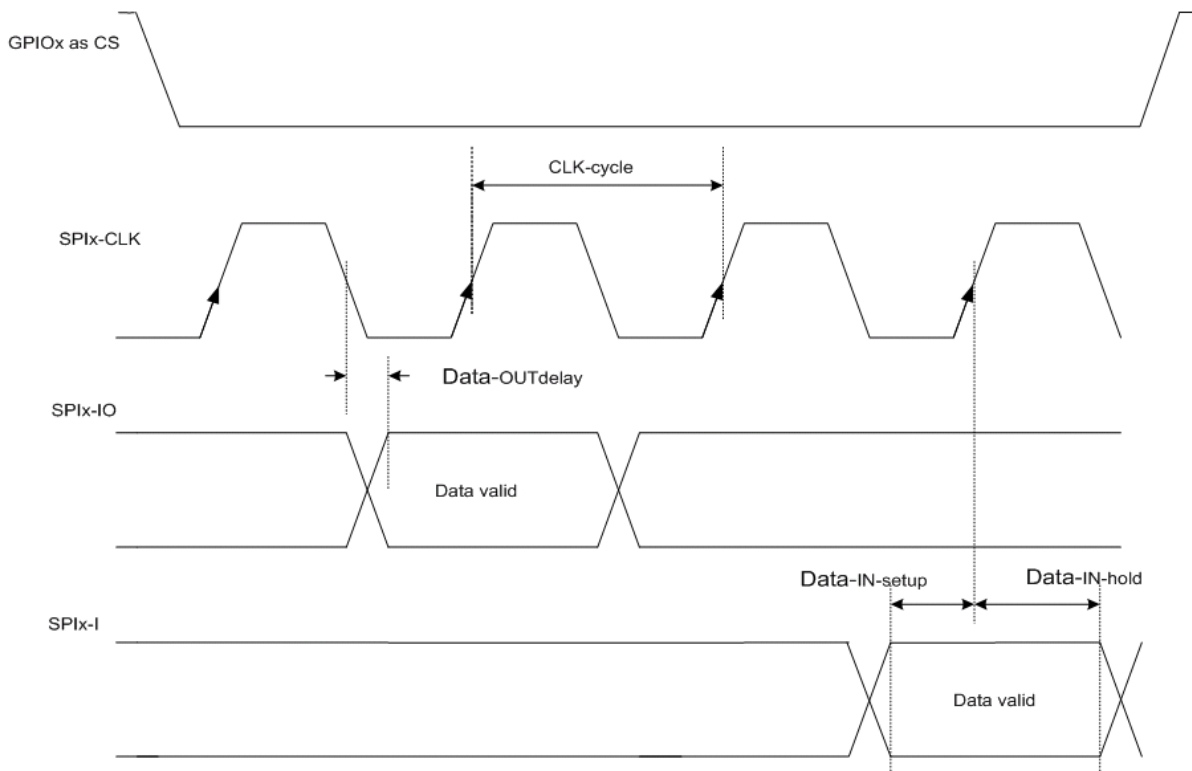 GPIOx as CS
CLK-cycle
SPIx-CLK
Data-OUTdelay
SPIx-IO
Data valid
Data-IN-setup
Data-IN-hold
SPIx-I
Data valid